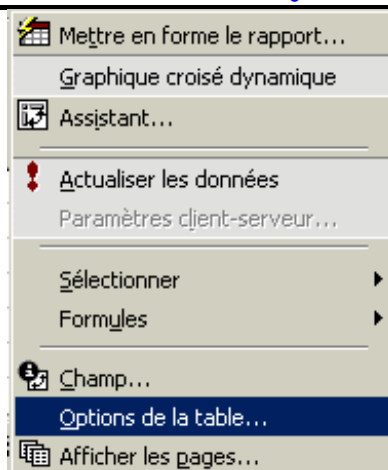 Mettre en forme le rapport...
Graphique croisé dynamique
Assistant...
Actualiser les données
Paramètres client-serveur...
Sélectionner
Formules
Champ...
Options de la table...
Afficher les pages...